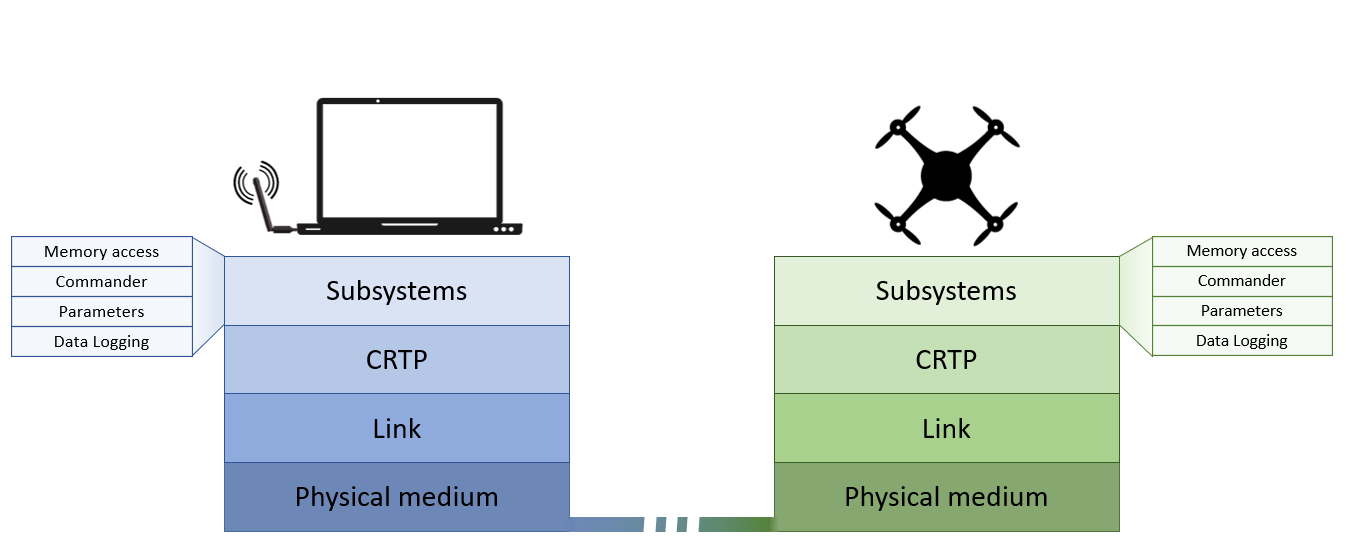 Memory access
Commander
Parameters
Data Logging
Subsystems
CRTP
Link
Physical medium
Subsystems
CRTP
Link
Physical medium
Memory access
Commander
Parameters
Data Logging